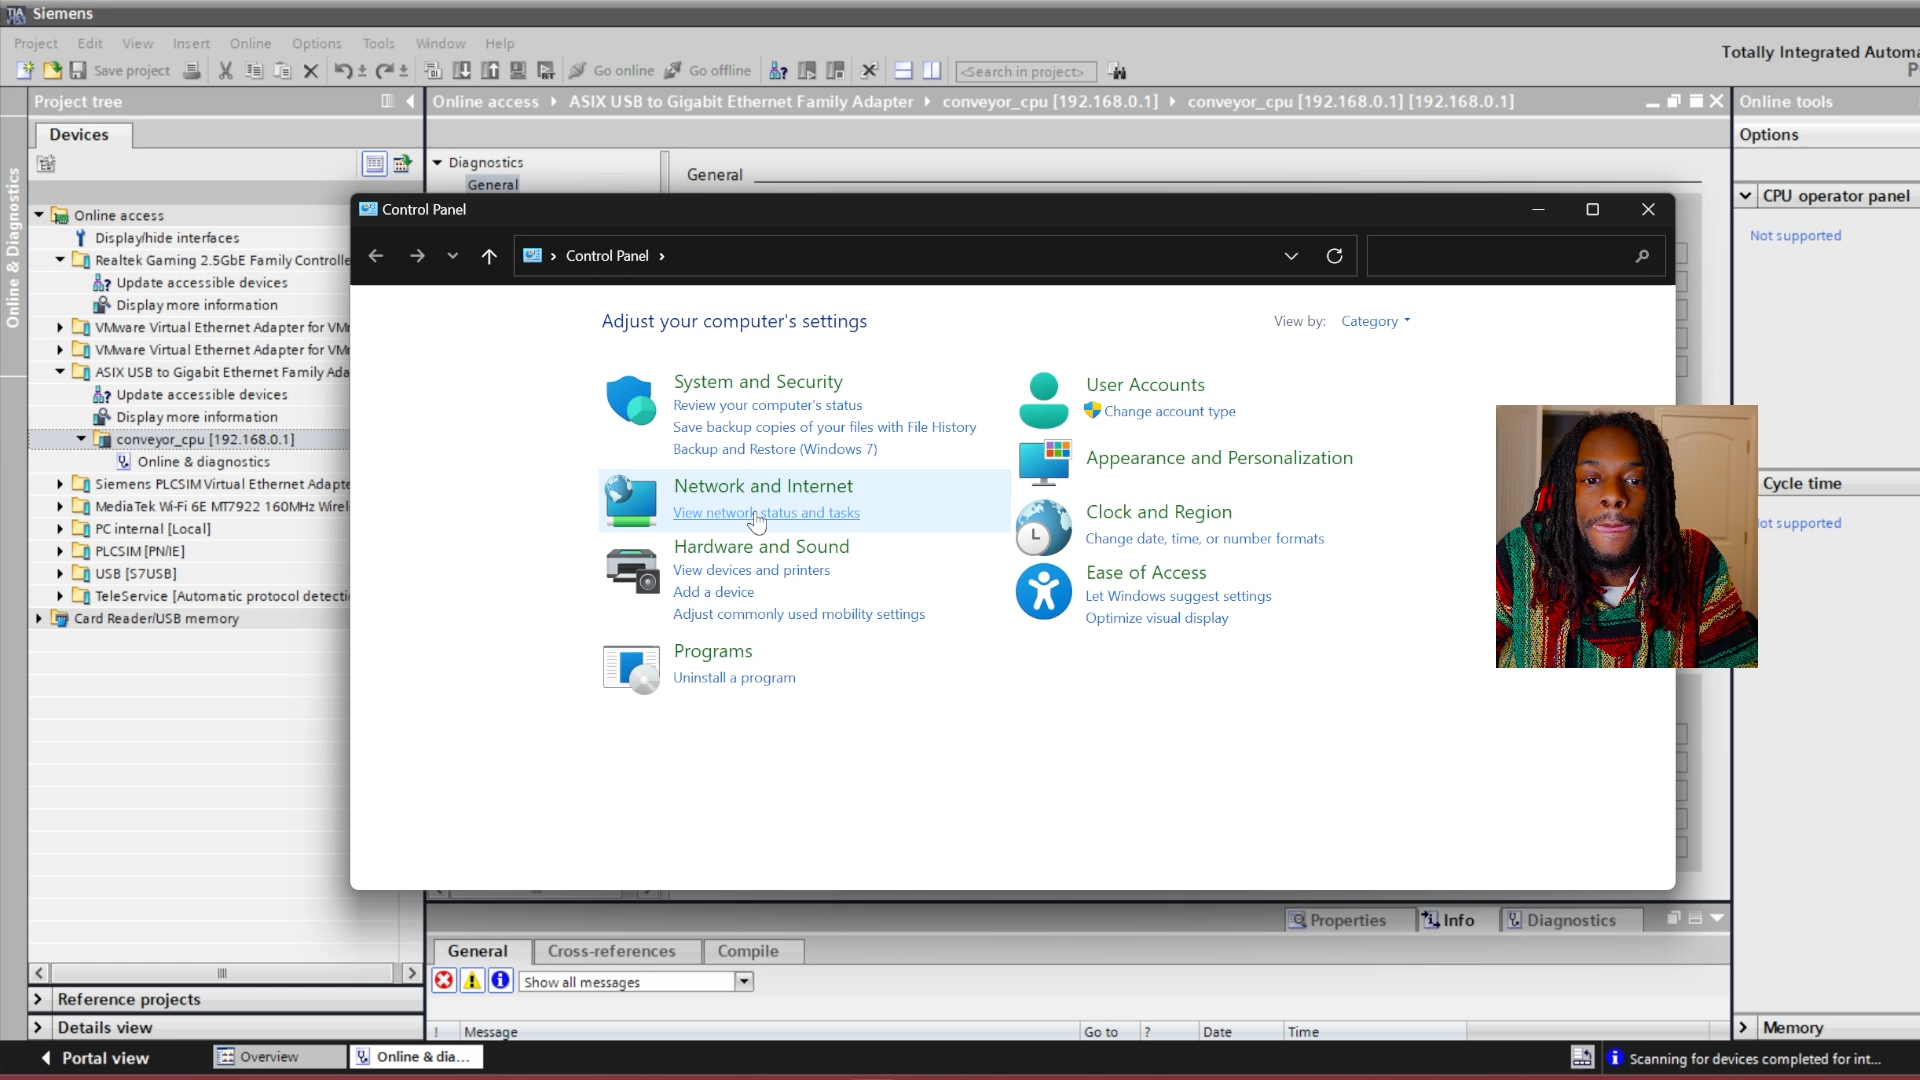 Siemens
Project Edit View Insert Online Options Tools Window Help
Totally Integrated
Save project
Go online
Go offline
<Search in project>
Project tree
Online access ▸ ASIX USB to Gigabit Ethernet Family Adapter ▸ conveyor_cpu [192.168.0.1] ▸ conveyor_cpu [192.168.0.1] [192.168.0.1]
Online tools
Devices
Options
Online & Diagnostics
Diagnostics
General
General
CPU operator panel
Not supported
Online access
Display/hide interfaces
Realtek Gaming 2.5GbE Family
Update accessible devices
Display more information
VMware Virtual Ethernet Adapter for
VMware Virtual Ethernet Adapter for
ASIX USB to Gigabit Ethernet Family
Update accessible devices
Display more information
conveyor_cpu [192.168.0.1]
Online & diagnostics
Siemens PLCSIM Virtual Ethernet
MediaTek Wi-Fi 6E MT7922 160MHz
PC internal [Local]
PLCSIM [PN/IE]
USB [S7USB]
TeleService [Automatic protocol
Card Reader/USB memory
Control Panel
Control Panel
Adjust your computer's settings
View by: Category
System and Security
Review your computer's status
Save backup copies of your files with File History
Backup and Restore (Windows 7)
Network and Internet
View network status and tasks
Hardware and Sound
View devices and printers
Add a device
Adjust commonly used mobility settings
Programs
Uninstall a program
User Accounts
Change account type
Appearance and Personalization
Clock and Region
Change date, time, or number formats
Ease of Access
Let Windows suggest settings
Optimize visual display
Cycle time
supported
Properties
Info
Diagnostics
General
Cross-references
Compile
Show all messages
! Message Go to ? Date Time
Reference projects
Details view
Memory
Portal view
Overview
Online & dia...
Scanning for devices completed for int...